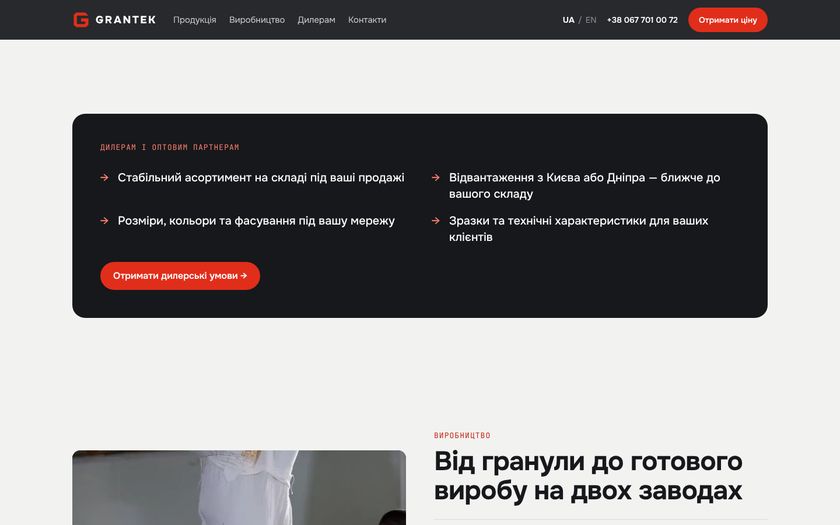 GRANTEK
Продукція
Виробництво
Дилерам
Контакти
UA / EN
+38 067 701 00 72
Отримати ціну
ДИЛЕРАМ І ОПТОВИМ ПАРТНЕРАМ
→ Стабільний асортимент на складі під ваші продажі
→ Відвантаження з Києва або Дніпра — ближче до
вашого складу
→ Розміри, кольори та фасування під вашу мережу
→ Зразки та технічні характеристики для ваших
клієнтів
Отримати дилерські умови →
ВИРОБНИЦТВО
Від гранули до готового
виробу на двох заводах